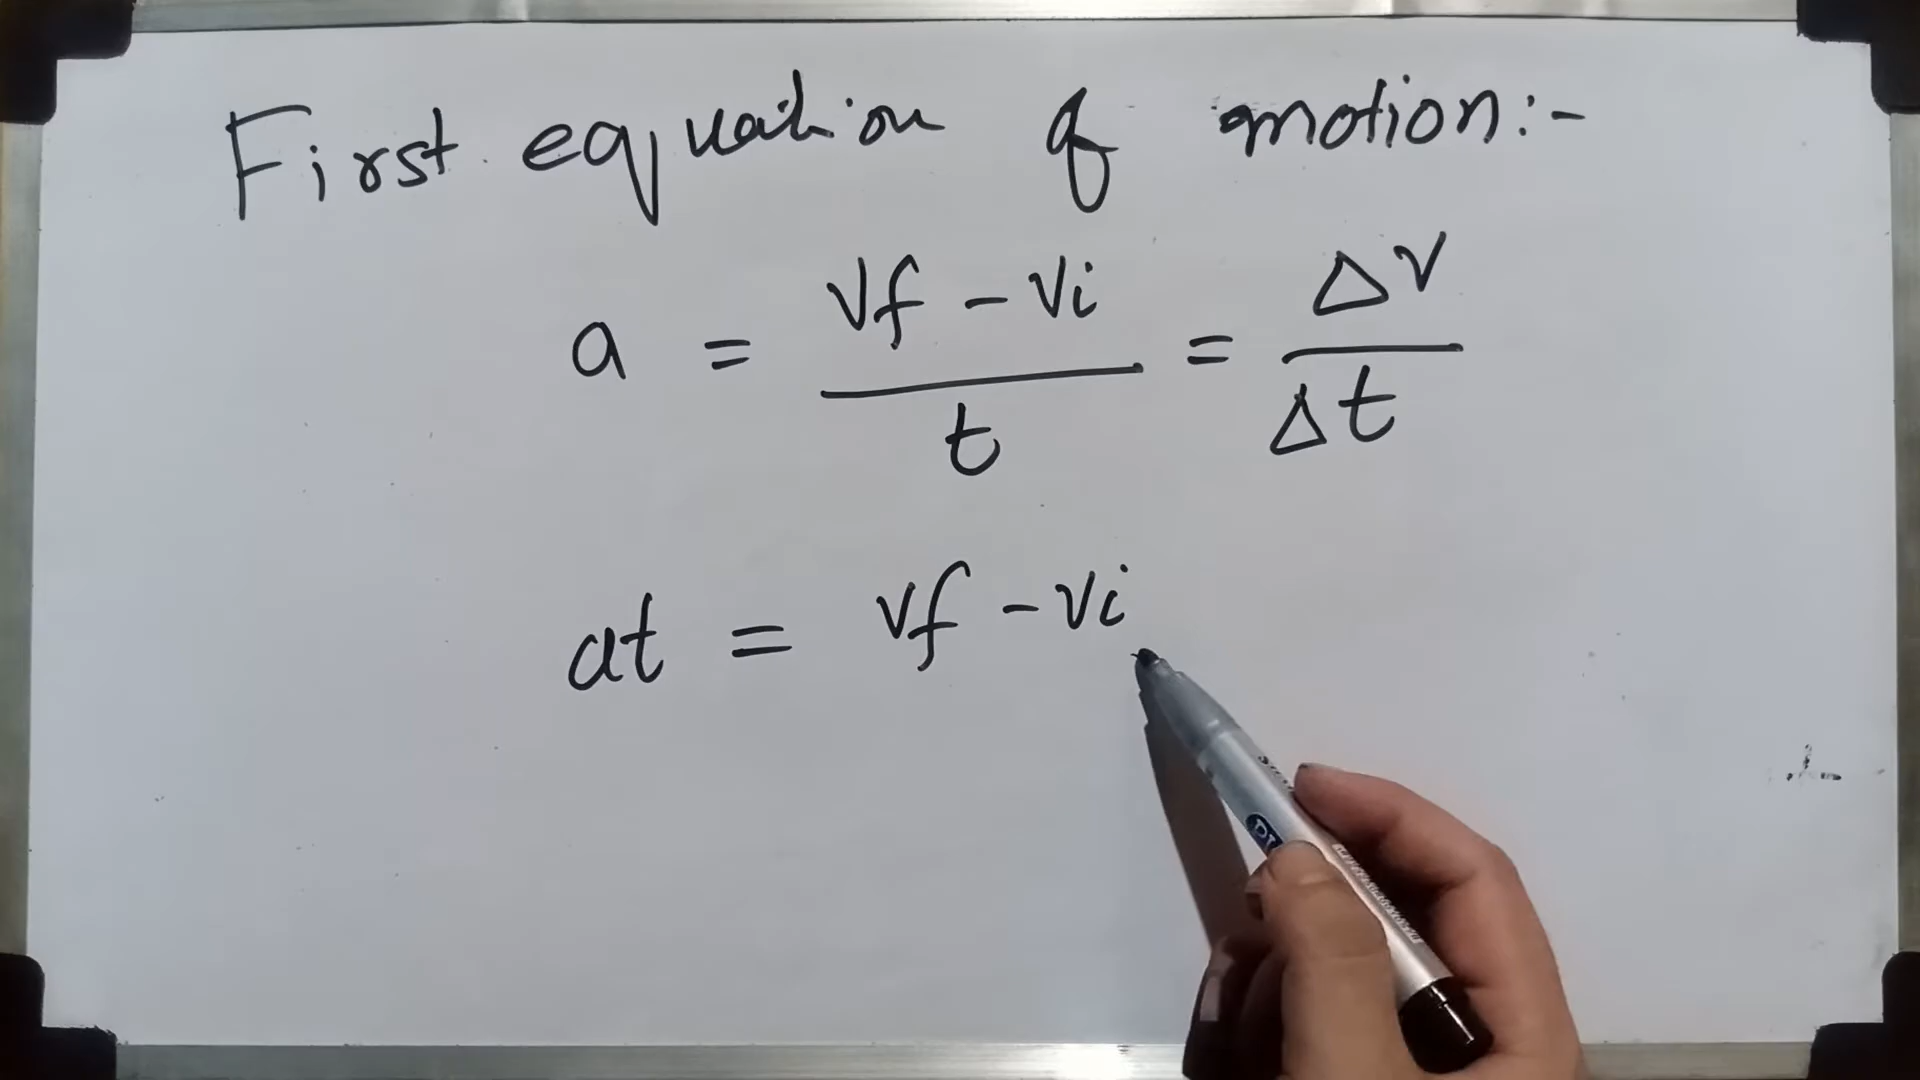 First equation of motion:-
a = vf - vi / t = Δv / Δt
at = vf - vi